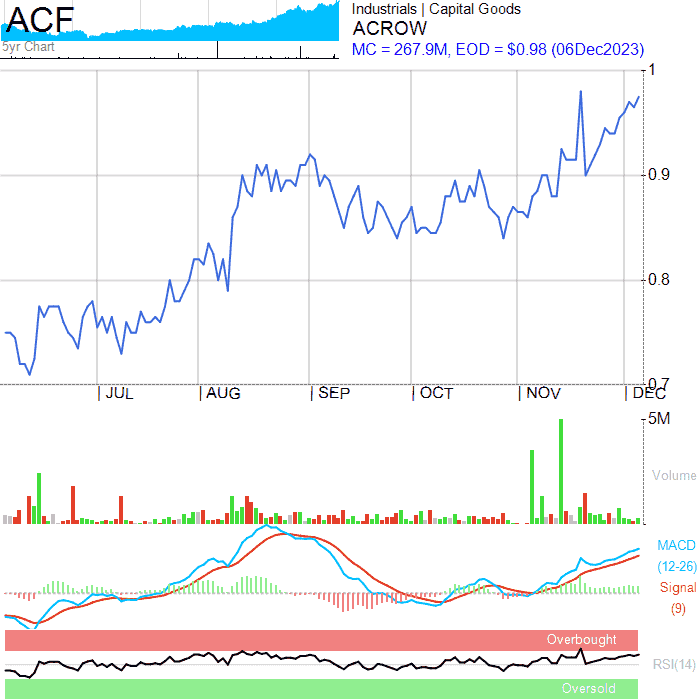 ACF
5yr Chart
Industrials | Capital Goods
ACROW
MC = 267.9M, EOD = $0.98 (06Dec2023)
1
0.9
0.8
0.7
| JUL | AUG | SEP | OCT | NOV | DEC
5M
Volume
MACD
(12-26)
Signal
(9)
Overbought
RSI(14)
Oversold